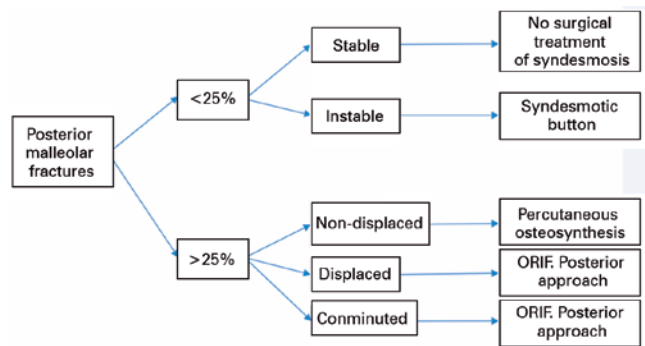 Posterior
malleolar
fractures
<25%
Stable
No surgical
treatment
of syndesmosis
Instable
Syndesmotic
button
>25%
Non-displaced
Percutaneous
osteosynthesis
Displaced
ORIF. Posterior
approach
Conminuted
ORIF. Posterior
approach